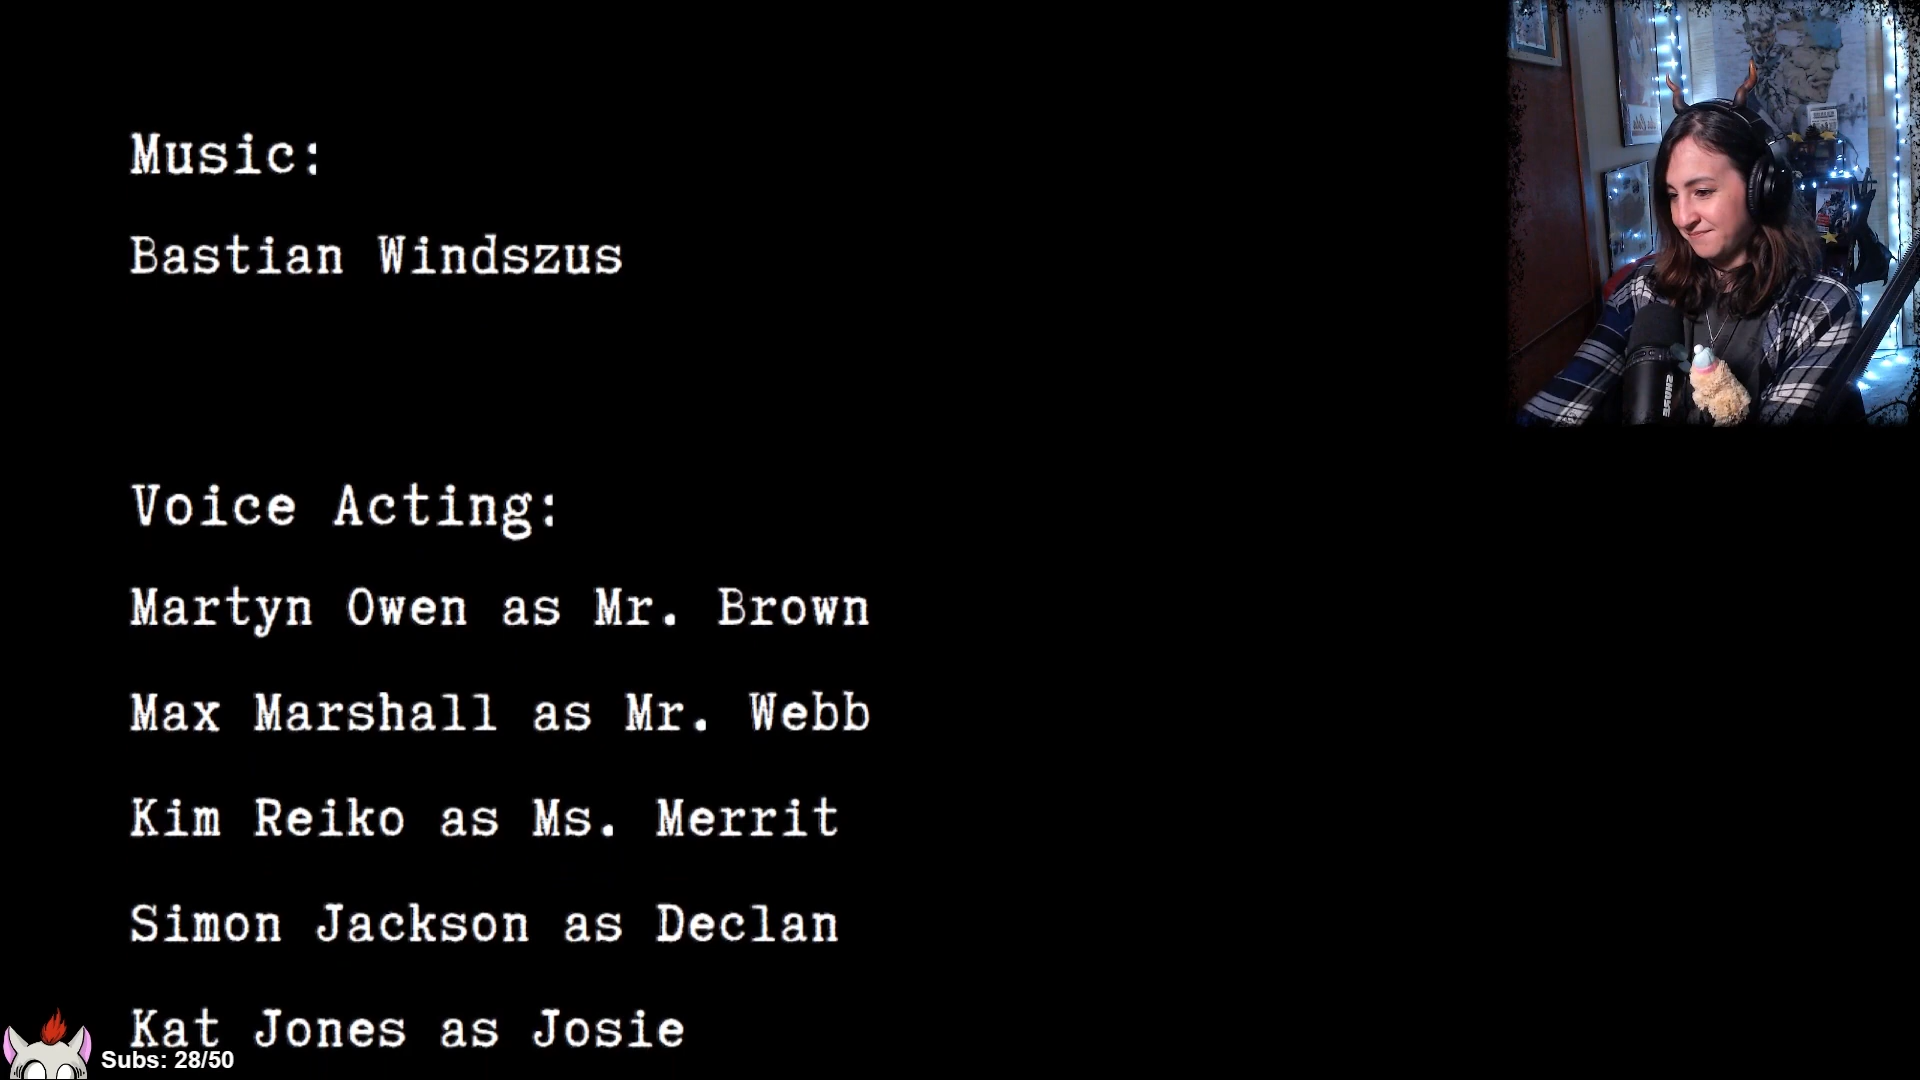 Music:
Bastian Windszus
Voice Acting:
Martyn Owen as Mr. Brown
Max Marshall as Mr. Webb
Kim Reiko as Ms. Merrit
Simon Jackson as Declan
Kat Jones as Josie
Subs: 28/50
SHURE